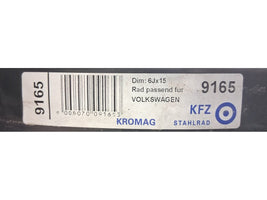 9165
Dim: 6Jx15
Rad passend für
VOLKSWAGEN
9165
KFZ
KROMAG
STAHLRAD